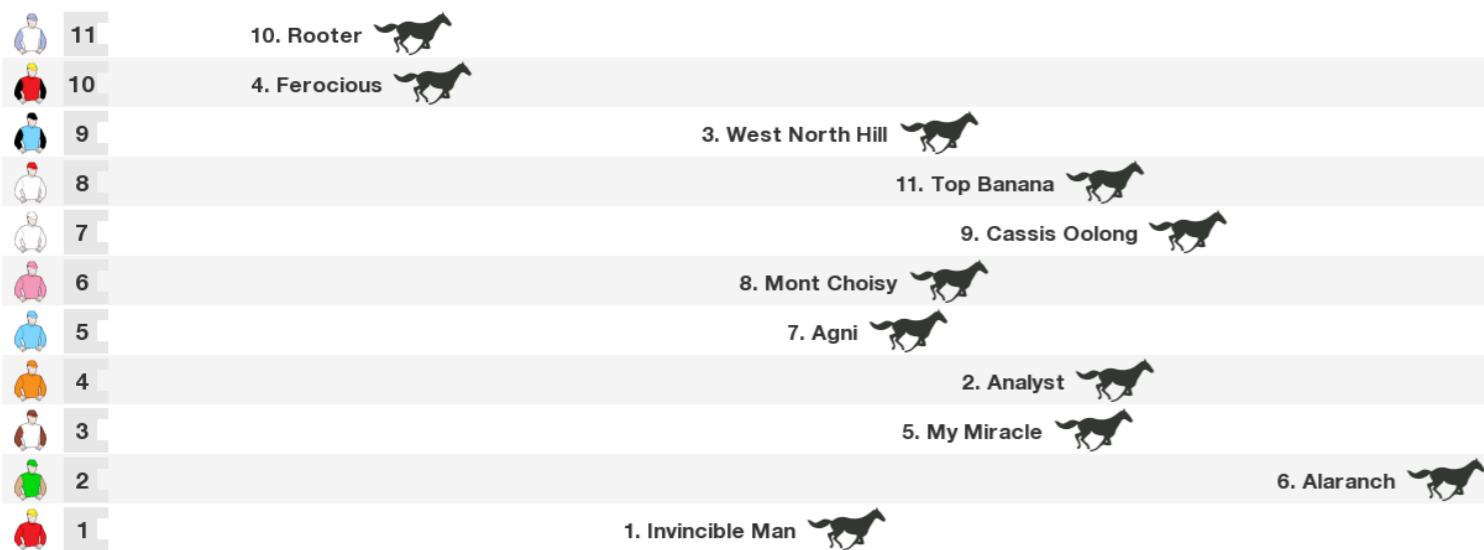 11 10. Rooter
10 4. Ferocious
9 3. West North Hill
8 11. Top Banana
7 9. Cassis Oolong
6 8. Mont Choisy
5 7. Agni
4 2. Analyst
3 5. My Miracle
2 6. Alaranch
1 1. Invincible Man